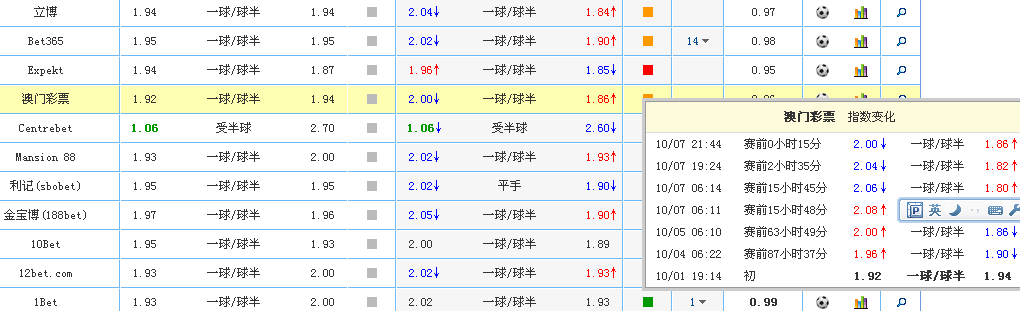 立博 1.94 一球/球半 1.94 2.04↓ 一球/球半 1.84↑ 0.97
Bet365 1.95 一球/球半 1.95 2.02↓ 一球/球半 1.90↑ 14 0.98
Expekt 1.94 一球/球半 1.87 1.96↑ 一球/球半 1.85↓ 0.95
澳门彩票 1.92 一球/球半 1.94 2.00↓ 一球/球半 1.86↑
Centrebet 1.06 受半球 2.70 1.06↓ 受半球 2.60↓
Mansion 88 1.93 一球/球半 2.00 2.02↓ 一球/球半 1.93↑
利记(sbobet) 1.95 一球/球半 1.95 2.02↓ 平手 1.90↓
金宝博(188bet) 1.97 一球/球半 1.96 2.05↓ 一球/球半 1.90↑
10Bet 1.95 一球/球半 1.93 2.00 一球/球半 1.89
12bet.com 1.93 一球/球半 2.00 2.02↓ 一球/球半 1.93↑
1Bet 1.93 一球/球半 2.00 2.02 一球/球半 1.93 1 0.99
澳门彩票 指数变化
10/07 21:44 赛前0小时15分 2.00↓ 一球/球半 1.86↑
10/07 19:24 赛前2小时35分 2.04↓ 一球/球半 1.82↑
10/07 06:14 赛前15小时45分 2.06↓ 一球/球半 1.80↑
10/07 06:11 赛前15小时48分 2.08↑
P 英
10/05 06:10 赛前63小时49分 2.00↑ 一球/球半 1.86↓
10/04 06:22 赛前87小时37分 1.96↑ 一球/球半 1.90↓
10/01 19:14 初 1.92 一球/球半 1.94